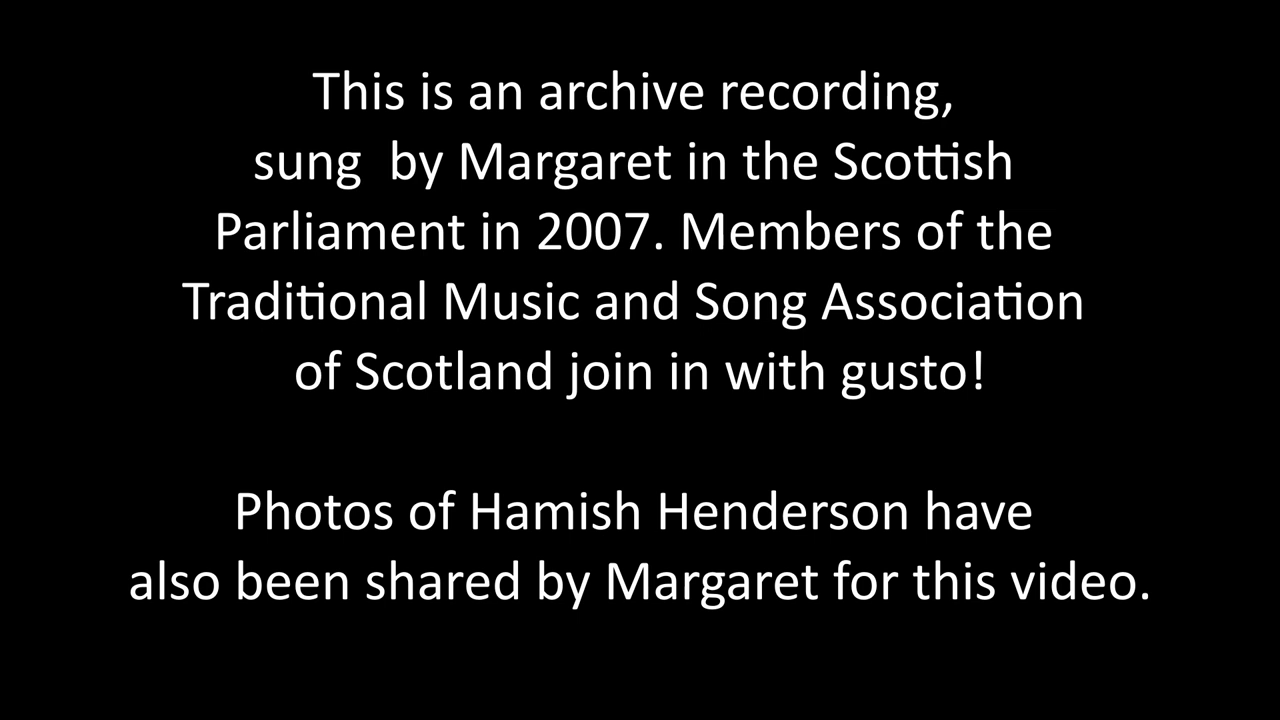 This is an archive recording,
sung  by Margaret in the Scottish
Parliament in 2007. Members of the
Traditional Music and Song Association
of Scotland join in with gusto!
Photos of Hamish Henderson have
also been shared by Margaret for this video.